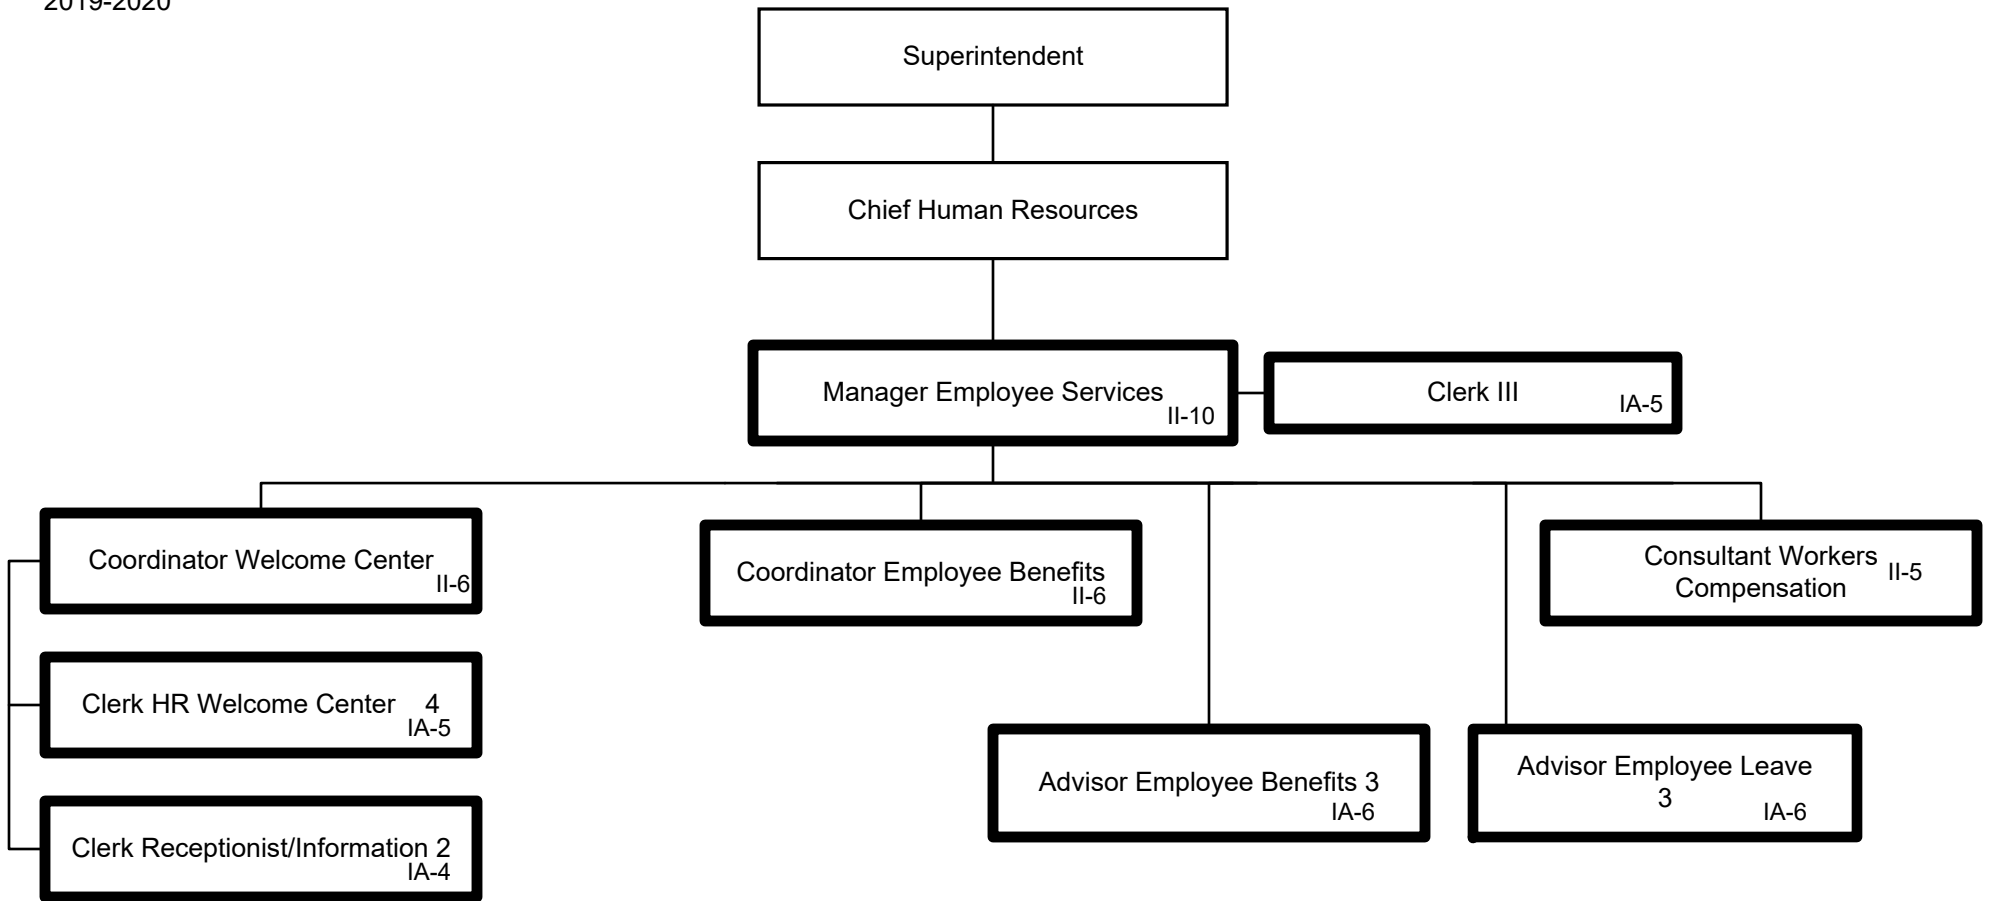 2019-2020
Superintendent
Chief Human Resources
Manager Employee Services
II-10
Clerk III
IA-5
Coordinator Welcome Center
II-6
Coordinator Employee Benefits
II-6
Consultant Workers
Compensation
II-5
Clerk HR Welcome Center 4
IA-5
Advisor Employee Benefits 3
IA-6
Advisor Employee Leave
3
IA-6
Clerk Receptionist/Information 2
IA-4